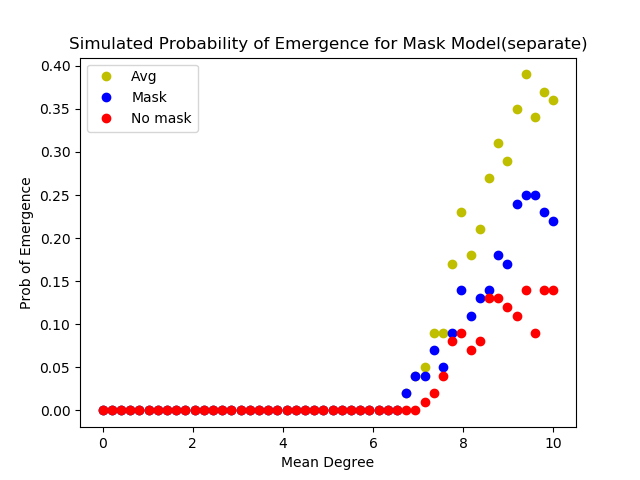 Simulated Probability of Emergence for Mask Model(separate)
Avg
Mask
No mask
Prob of Emergence
0.40
0.35
0.30
0.25
0.20
0.15
0.10
0.05
0.00
0 2 4 6 8 10
Mean Degree